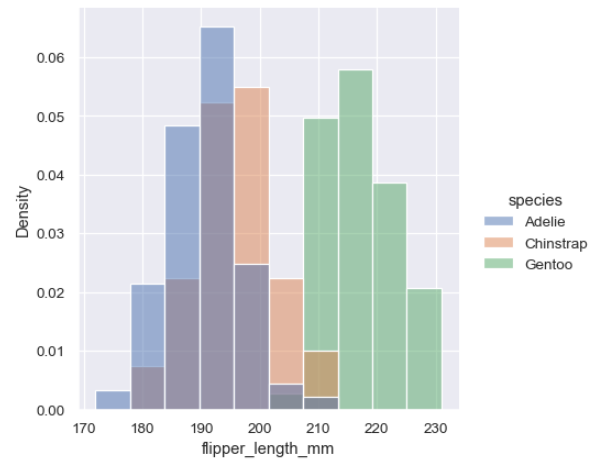 0.06
0.05
0.04
0.03
0.02
0.01
0.00
Density
170 180 190 200 210 220 230
flipper_length_mm
species
Adelie
Chinstrap
Gentoo